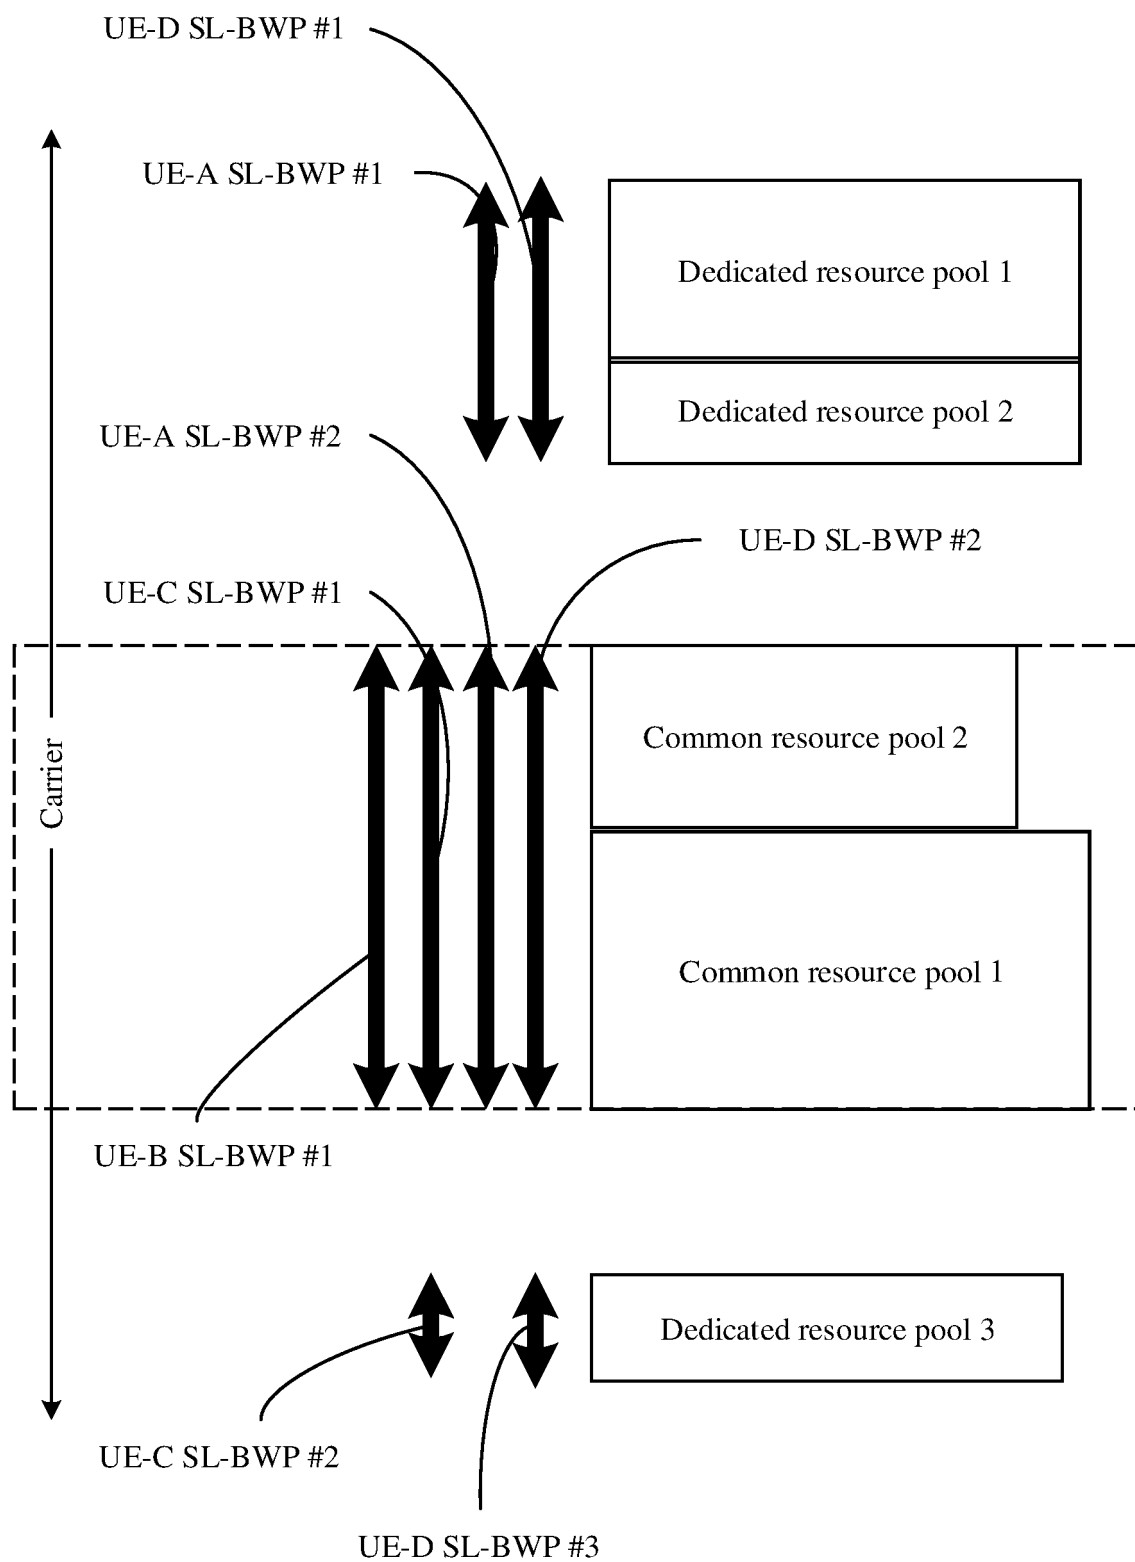 UE-D SL-BWP #1
UE-A SL-BWP #1
Dedicated resource pool 1
Dedicated resource pool 2
UE-A SL-BWP #2
UE-D SL-BWP #2
UE-C SL-BWP #1
Common resource pool 2
Carrier
Common resource pool 1
UE-B SL-BWP #1
Dedicated resource pool 3
UE-C SL-BWP #2
UE-D SL-BWP #3